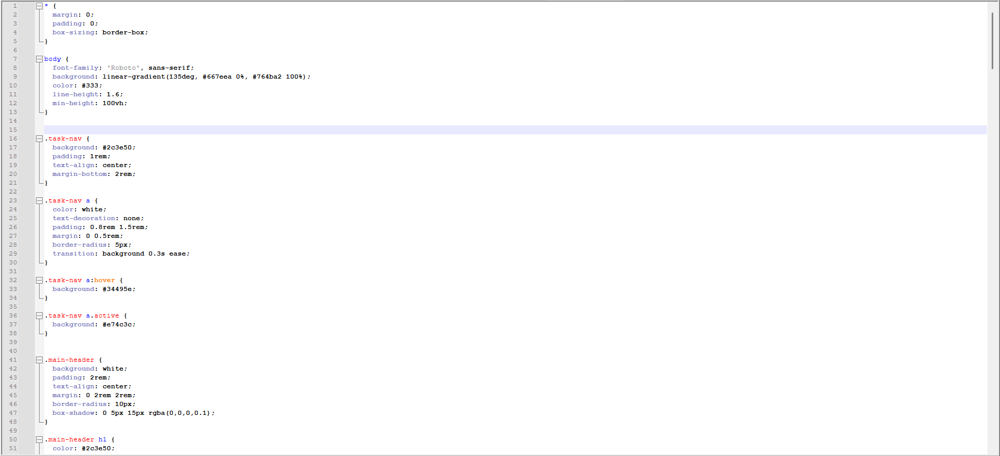 1 * {
2 margin: 0;
3 padding: 0;
4 box-sizing: border-box;
5 }
6
7 body {
8 font-family: 'Roboto', sans-serif;
9 background: linear-gradient(135deg, #667eea 0%, #764ba2 100%);
10 color: #333;
11 line-height: 1.6;
12 min-height: 100vh;
13 }
14
15
16 .task-nav {
17 background: #2c3e50;
18 padding: 1rem;
19 text-align: center;
20 margin-bottom: 2rem;
21 }
22
23 .task-nav a {
24 color: white;
25 text-decoration: none;
26 padding: 0.8rem 1.5rem;
27 margin: 0 0.5rem;
28 border-radius: 5px;
29 transition: background 0.3s ease;
30 }
31
32 .task-nav a:hover {
33 background: #34495e;
34 }
35
36 .task-nav a.active {
37 background: #e74c3c;
38 }
39
40
41 .main-header {
42 background: white;
43 padding: 2rem;
44 text-align: center;
45 margin: 0 2rem 2rem;
46 border-radius: 10px;
47 box-shadow: 0 5px 15px rgba(0,0,0,0.1);
48 }
49
50 .main-header h1 {
51 color: #2c3e50;